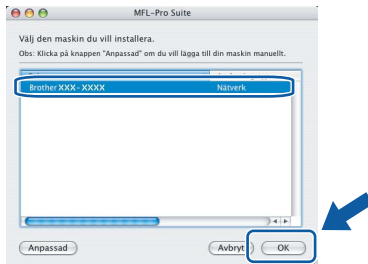 MFL-Pro Suite
Välj den maskin du vill installera.
Obs: Klicka på knappen "Anpassad" om du vill lägga till din maskin manuellt.
Brother XXX-XXXX Nätverk
Anpassad Avbryt OK